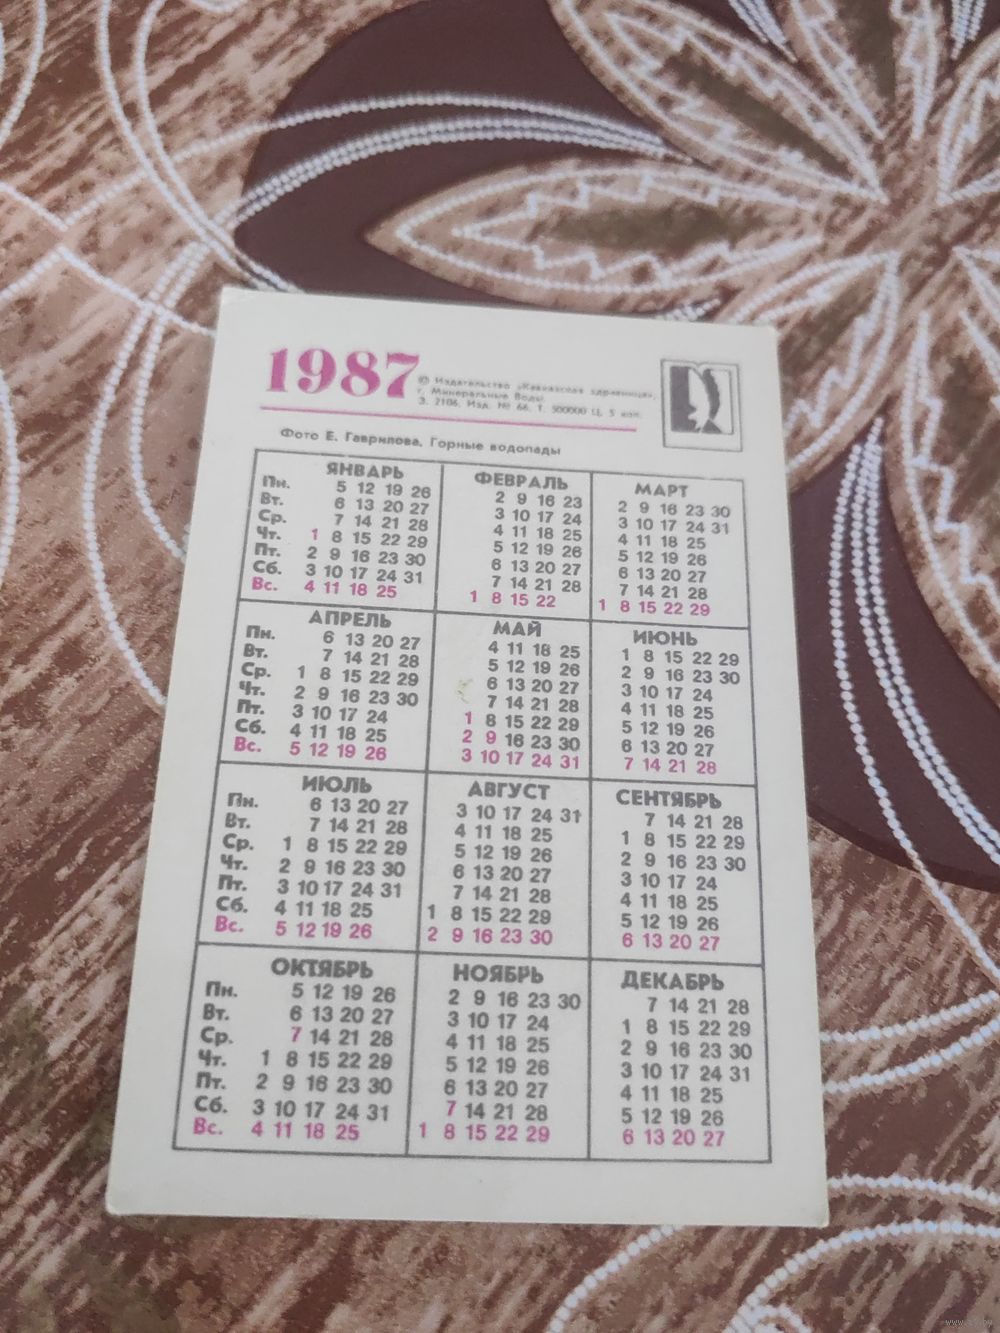 1987
© Издательство «Кавказская здравница»,
г. Минеральные Воды.
З. 2106. Изд. № 66. Т. 500000 Ц. 5 коп.
Фото Е. Гаврилова. Горные водопады
ЯНВАРЬ
Пн. 5 12 19 26
Вт. 6 13 20 27
Ср. 7 14 21 28
Чт. 1 8 15 22 29
Пт. 2 9 16 23 30
Сб. 3 10 17 24 31
Вс. 4 11 18 25
ФЕВРАЛЬ
2 9 16 23
3 10 17 24
4 11 18 25
5 12 19 26
6 13 20 27
7 14 21 28
1 8 15 22
МАРТ
2 9 16 23 30
3 10 17 24 31
4 11 18 25
5 12 19 26
6 13 20 27
7 14 21 28
1 8 15 22 29
АПРЕЛЬ
Пн. 6 13 20 27
Вт. 7 14 21 28
Ср. 1 8 15 22 29
Чт. 2 9 16 23 30
Пт. 3 10 17 24
Сб. 4 11 18 25
Вс. 5 12 19 26
МАЙ
4 11 18 25
5 12 19 26
6 13 20 27
7 14 21 28
1 8 15 22 29
2 9 16 23 30
3 10 17 24 31
ИЮНЬ
1 8 15 22 29
2 9 16 23 30
3 10 17 24
4 11 18 25
5 12 19 26
6 13 20 27
7 14 21 28
ИЮЛЬ
Пн. 6 13 20 27
Вт. 7 14 21 28
Ср. 1 8 15 22 29
Чт. 2 9 16 23 30
Пт. 3 10 17 24 31
Сб. 4 11 18 25
Вс. 5 12 19 26
АВГУСТ
3 10 17 24 31
4 11 18 25
5 12 19 26
6 13 20 27
7 14 21 28
1 8 15 22 29
2 9 16 23 30
СЕНТЯБРЬ
7 14 21 28
1 8 15 22 29
2 9 16 23 30
3 10 17 24
4 11 18 25
5 12 19 26
6 13 20 27
ОКТЯБРЬ
Пн. 5 12 19 26
Вт. 6 13 20 27
Ср. 7 14 21 28
Чт. 1 8 15 22 29
Пт. 2 9 16 23 30
Сб. 3 10 17 24 31
Вс. 4 11 18 25
НОЯБРЬ
2 9 16 23 30
3 10 17 24
4 11 18 25
5 12 19 26
6 13 20 27
7 14 21 28
1 8 15 22 29
ДЕКАБРЬ
7 14 21 28
1 8 15 22 29
2 9 16 23 30
3 10 17 24 31
4 11 18 25
5 12 19 26
6 13 20 27